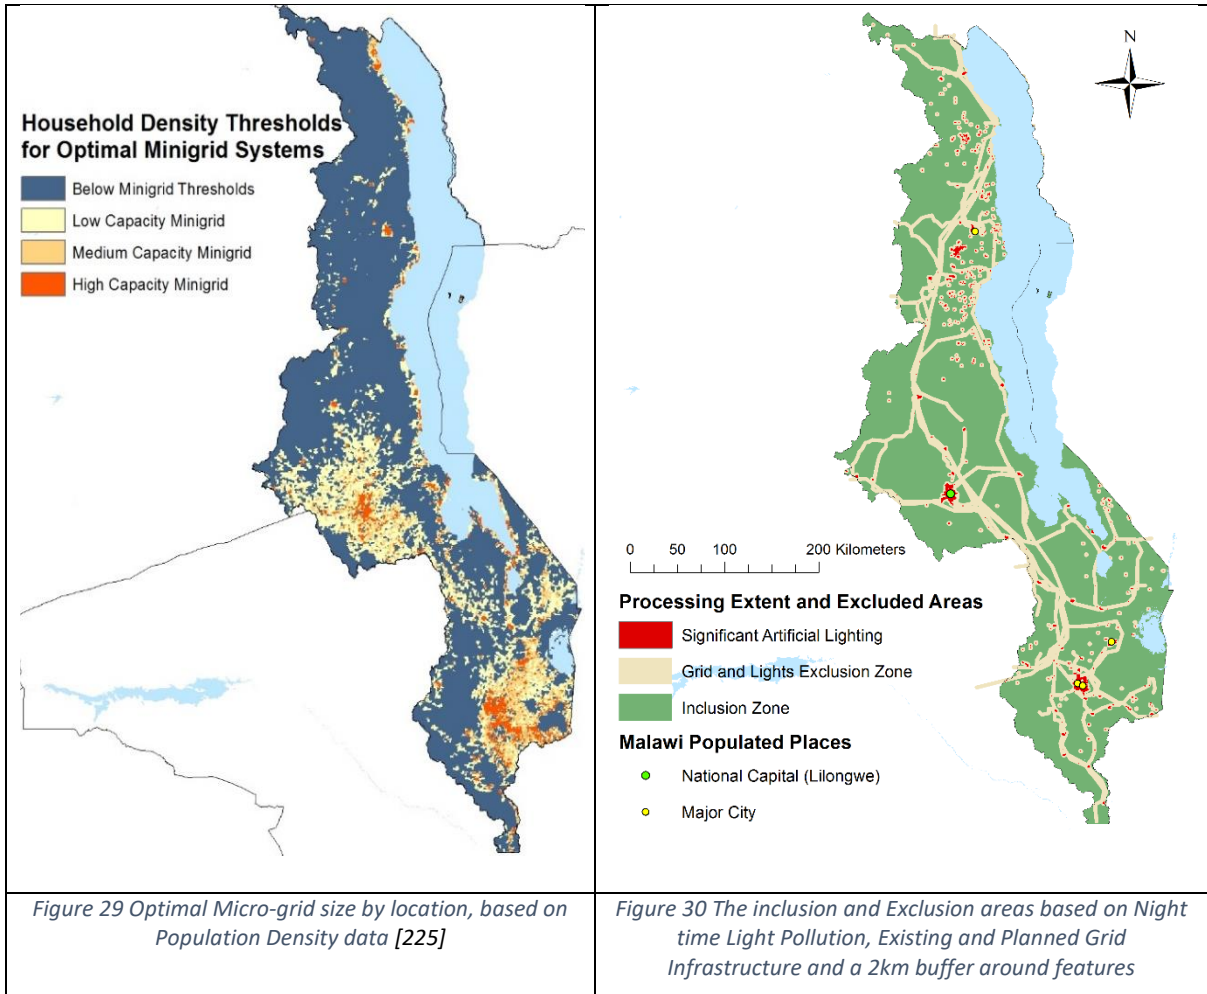 Household Density Thresholds
for Optimal Minigrid Systems
Below Minigrid Thresholds
Low Capacity Minigrid
Medium Capacity Minigrid
High Capacity Minigrid
Figure 29 Optimal Micro-grid size by location, based on
Population Density data [225]
N
0 50 100 200 Kilometers
Processing Extent and Excluded Areas
Significant Artificial Lighting
Grid and Lights Exclusion Zone
Inclusion Zone
Malawi Populated Places
National Capital (Lilongwe)
Major City
Figure 30 The inclusion and Exclusion areas based on Night
time Light Pollution, Existing and Planned Grid
Infrastructure and a 2km buffer around features